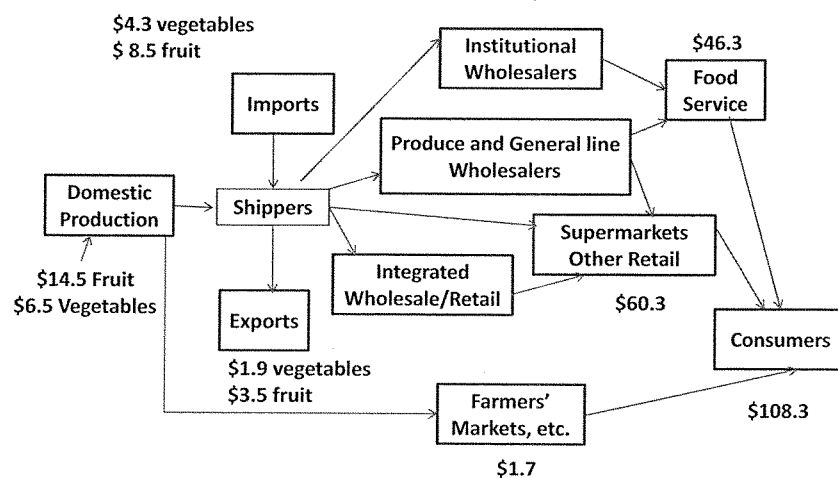 $4.3 vegetables
$ 8.5 fruit
Institutional
Wholesalers
$46.3
Food
Service
Imports
Produce and General line
Wholesalers
Domestic
Production
Shippers
Supermarkets
Other Retail
$14.5 Fruit
$6.5 Vegetables
Integrated
Wholesale/Retail
$60.3
Exports
Consumers
$1.9 vegetables
$3.5 fruit
Farmers'
Markets, etc.
$108.3
$1.7